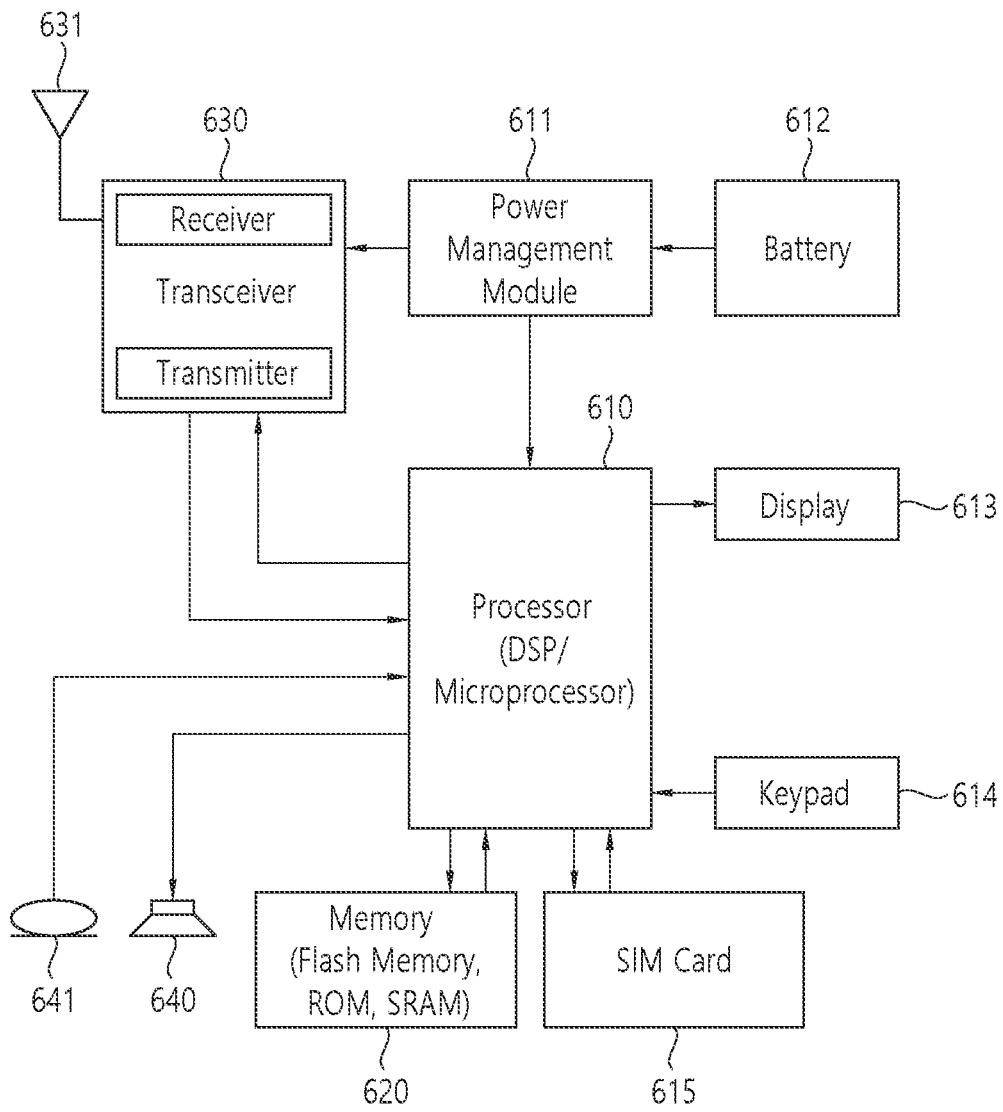 631
630
611
612
Receiver
Transceiver
Transmitter
Power
Management
Module
Battery
610
Display
613
Processor
(DSP/
Microprocessor)
Keypad
614
641
640
Memory
(Flash Memory,
ROM, SRAM)
SIM Card
620
615